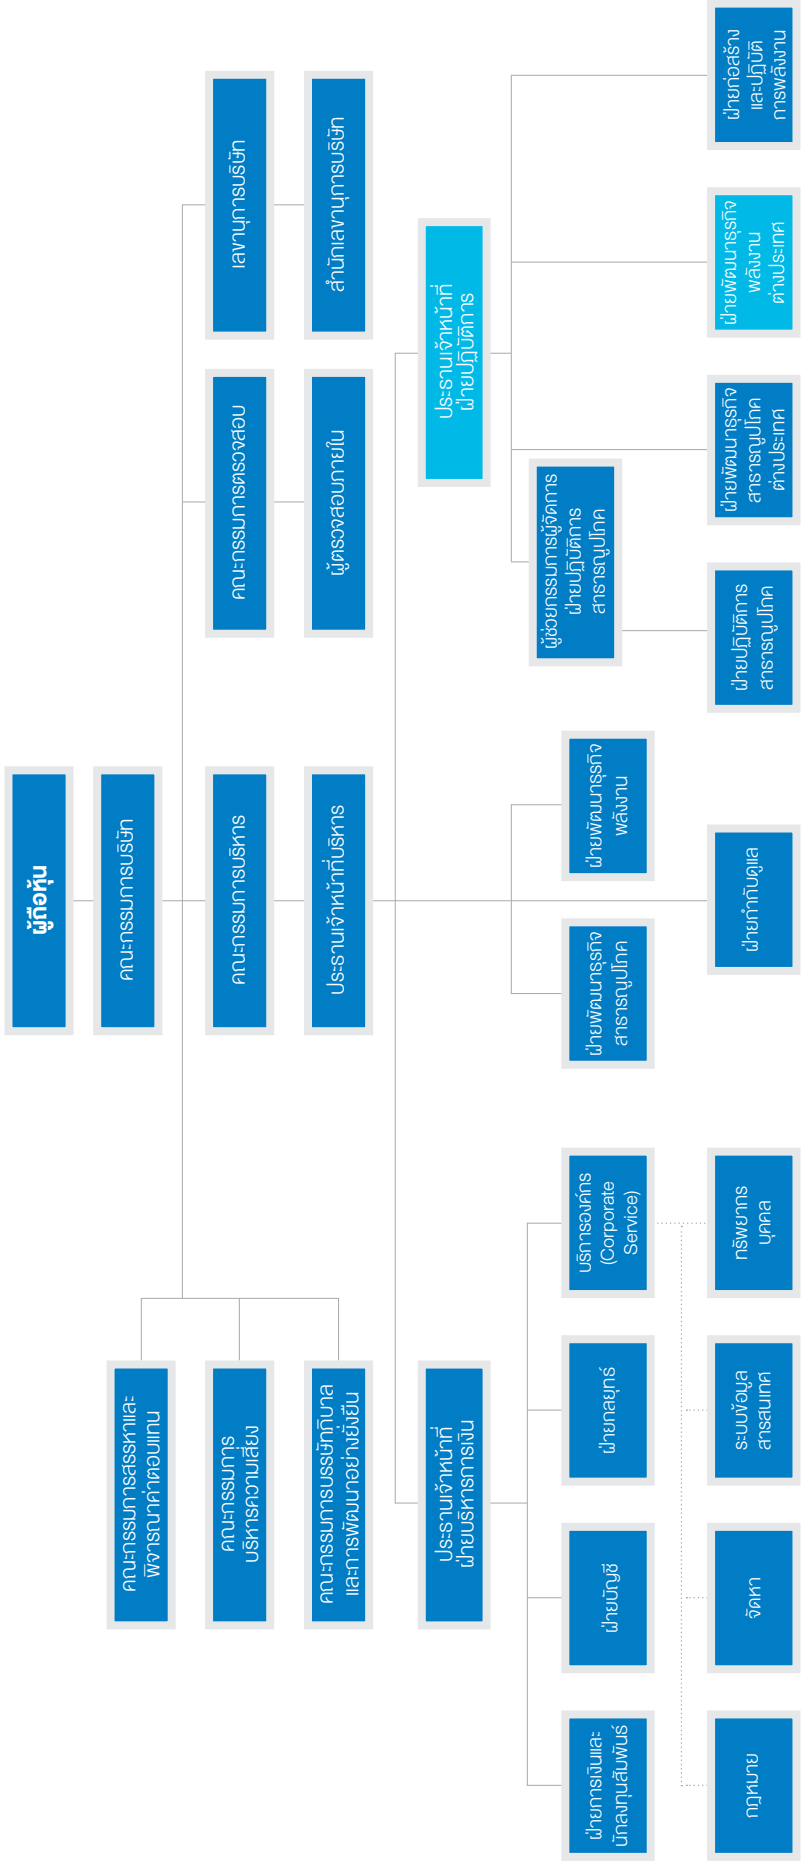 ผู้ถือหุ้น
คณะกรรมการบริษัท
คณะกรรมการสรรหาและ
พิจารณาค่าตอบแทน
คณะกรรมการ
บริหารความเสี่ยง
คณะกรรมการบรรษัทภิบาล
และการพัฒนาอย่างยั่งยืน
คณะกรรมการบริหาร
คณะกรรมการตรวจสอบ
เลขานุการบริษัท
ประธานเจ้าหน้าที่บริหาร
ผู้ตรวจสอบภายใน
สำนักเลขานุการบริษัท
ประธานเจ้าหน้าที่
ฝ่ายบริหารการเงิน
ประธานเจ้าหน้าที่
ฝ่ายปฏิบัติการ
ผู้ช่วยกรรมการผู้จัดการ
ฝ่ายปฏิบัติการ
สาธารณูปโภค
ฝ่ายการเงินและ
นักลงทุนสัมพันธ์
ฝ่ายบัญชี
ฝ่ายกลยุทธ์
บริการองค์กร
(Corporate
Service)
ฝ่ายพัฒนาธุรกิจ
สาธารณูปโภค
ฝ่ายพัฒนาธุรกิจ
พลังงาน
กฎหมาย
จัดหา
ระบบข้อมูล
สารสนเทศ
ทรัพยากร
บุคคล
ฝ่ายกำกับดูแล
ฝ่ายปฏิบัติการ
สาธารณูปโภค
ฝ่ายพัฒนาธุรกิจ
สาธารณูปโภค
ต่างประเทศ
ฝ่ายพัฒนาธุรกิจ
พลังงาน
ต่างประเทศ
ฝ่ายก่อสร้าง
และปฏิบัติ
การพลังงาน